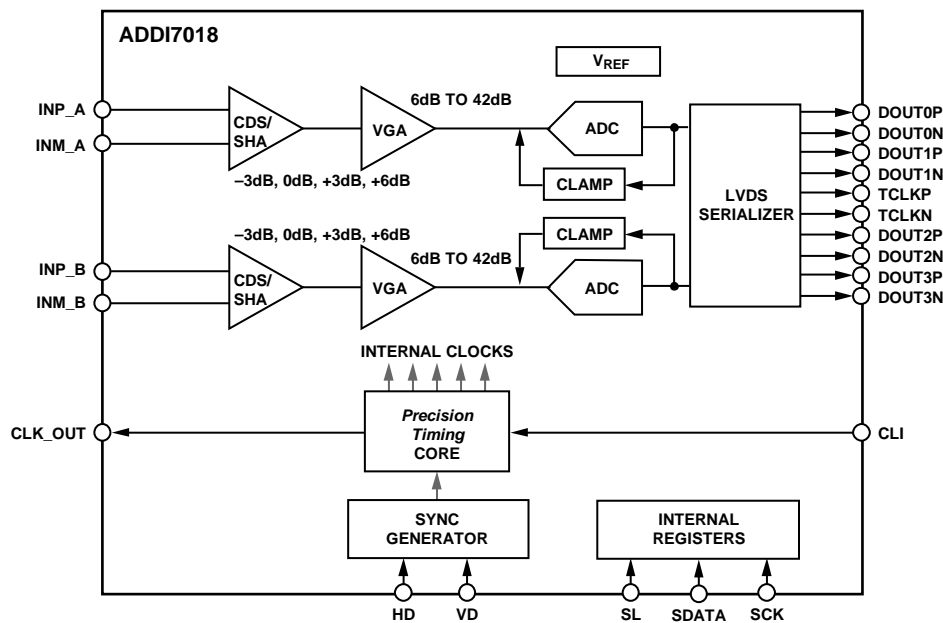 ADDI7018
V_REF
6dB TO 42dB
INP_A
INM_A
CDS/
SHA
VGA
ADC
CLAMP
–3dB, 0dB, +3dB, +6dB
–3dB, 0dB, +3dB, +6dB
CLAMP
6dB TO 42dB
INP_B
INM_B
CDS/
SHA
VGA
ADC
LVDS
SERIALIZER
DOUT0P
DOUT0N
DOUT1P
DOUT1N
TCLKP
TCLKN
DOUT2P
DOUT2N
DOUT3P
DOUT3N
INTERNAL CLOCKS
CLK_OUT
Precision
Timing
CORE
CLI
SYNC
GENERATOR
INTERNAL
REGISTERS
HD
VD
SL
SDATA
SCK